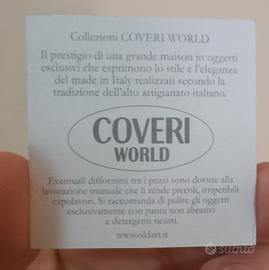 Collezioni COVERI WORLD
Il prestigio di una grande maison in oggetti
esclusivi che esprimono lo stile e l'eleganza
del made in Italy realizzati secondo la
tradizione dell'alto artigianato italiano.
COVERI
WORLD
Eventuali difformità tra i pezzi sono dovute alla
lavorazione manuale che li rende piccoli, irripetibili
capolavori. Si raccomanda di pulire gli oggetti
esclusivamente con panni non abrasivi
e detergenti neutri.
www.oldart.it
subito